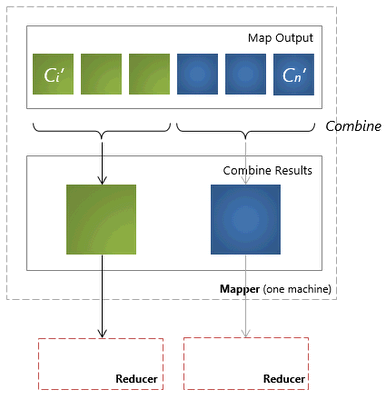 Map Output
Ci′ Cn′
Combine
Combine Results
Mapper (one machine)
Reducer Reducer